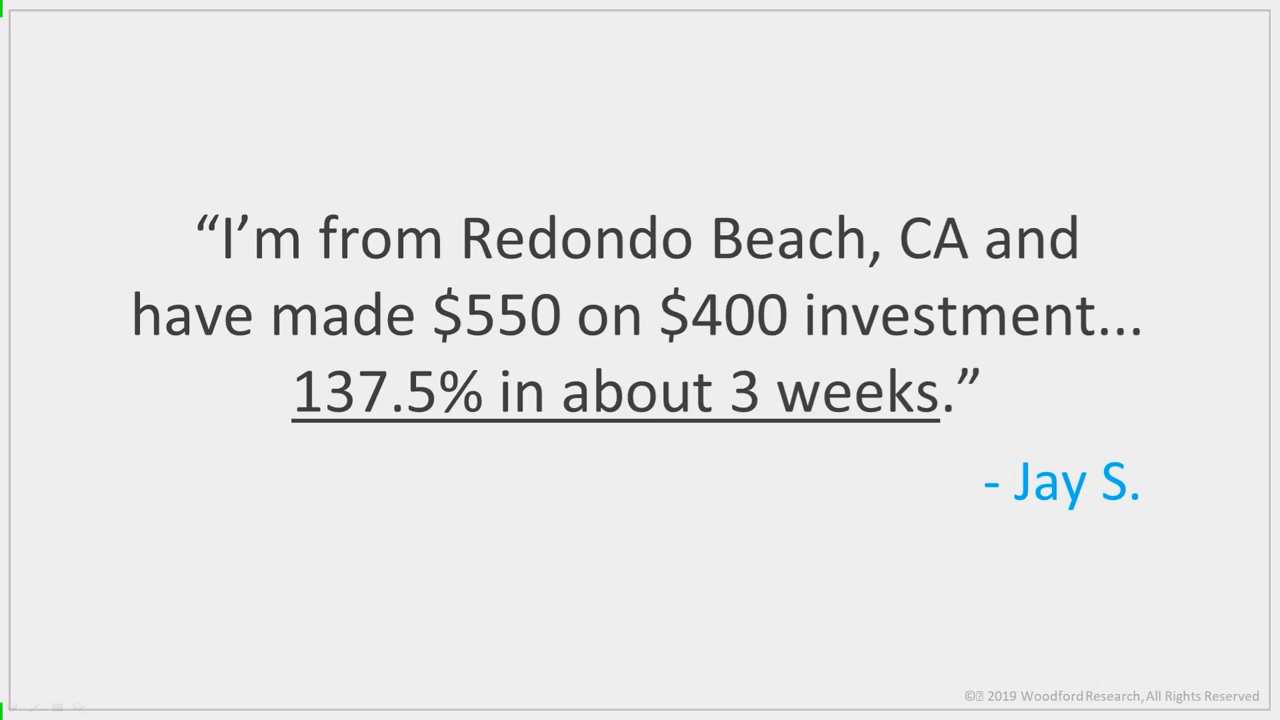 “I’m from Redondo Beach, CA and
have made $550 on $400 investment...
137.5% in about 3 weeks.”
- Jay S.
© 2019 Woodford Research, All Rights Reserved